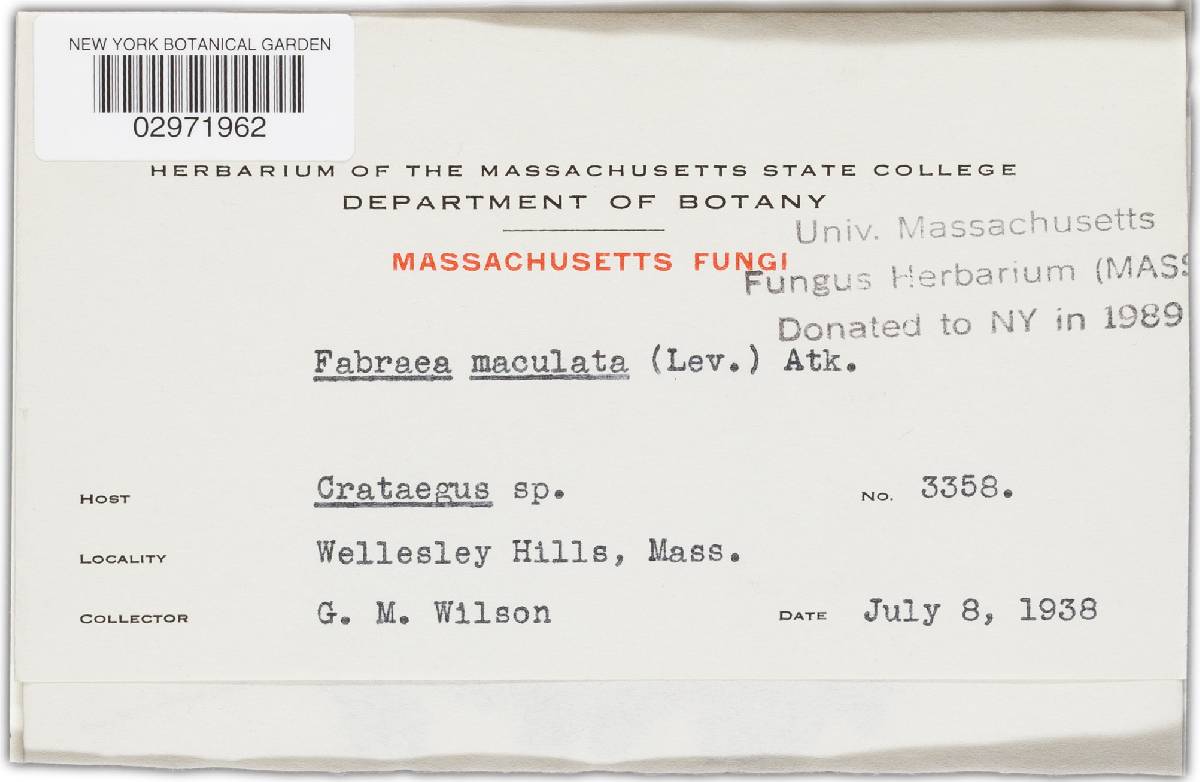 NEW YORK BOTANICAL GARDEN
02971962
HERBARIUM OF THE MASSACHUSETTS STATE COLLEGE
DEPARTMENT OF BOTANY
MASSACHUSETTS FUNGI
Univ. Massachusetts
Fungus Herbarium (MASS
Donated to NY in 1989
Fabraea maculata (Lev.) Atk.
HOST Crataegus sp. No. 3358.
LOCALITY Wellesley Hills, Mass.
COLLECTOR G. M. Wilson DATE July 8, 1938